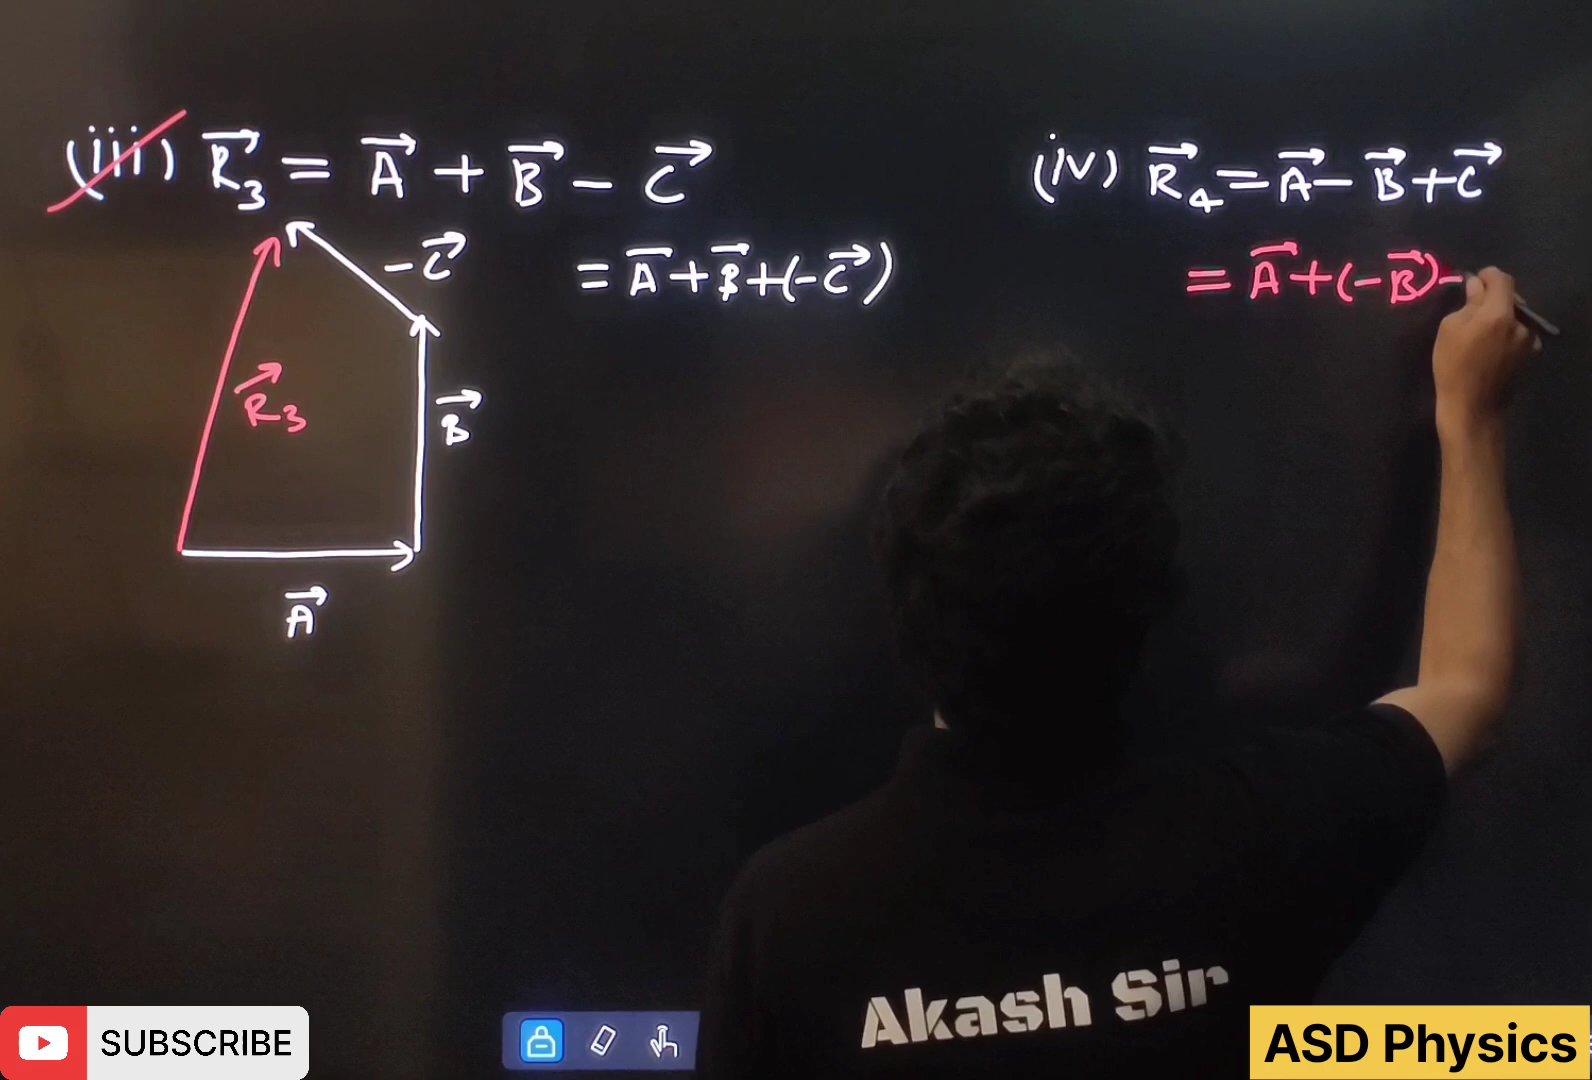 (iii) R⃗₃ = A⃗ + B⃗ − C⃗
= A⃗ + B⃗ + (−C⃗)
−C⃗
R⃗₃
B⃗
A⃗
(iv) R⃗₄ = A⃗ − B⃗ + C⃗
= A⃗ + (−B⃗) −
Akash Sir
SUBSCRIBE
ASD Physics